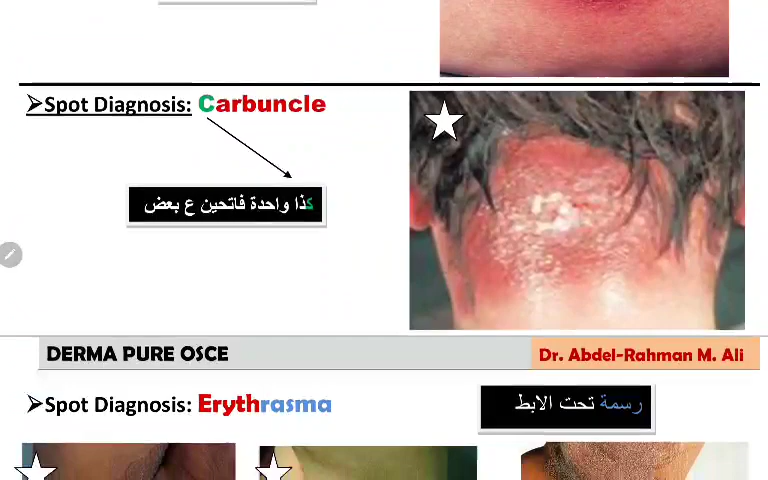 ➢Spot Diagnosis: Carbuncle
كذا واحدة فاتحين ع بعض
DERMA PURE OSCE
Dr. Abdel-Rahman M. Ali
➢Spot Diagnosis: Erythrasma
رسمة تحت الابط